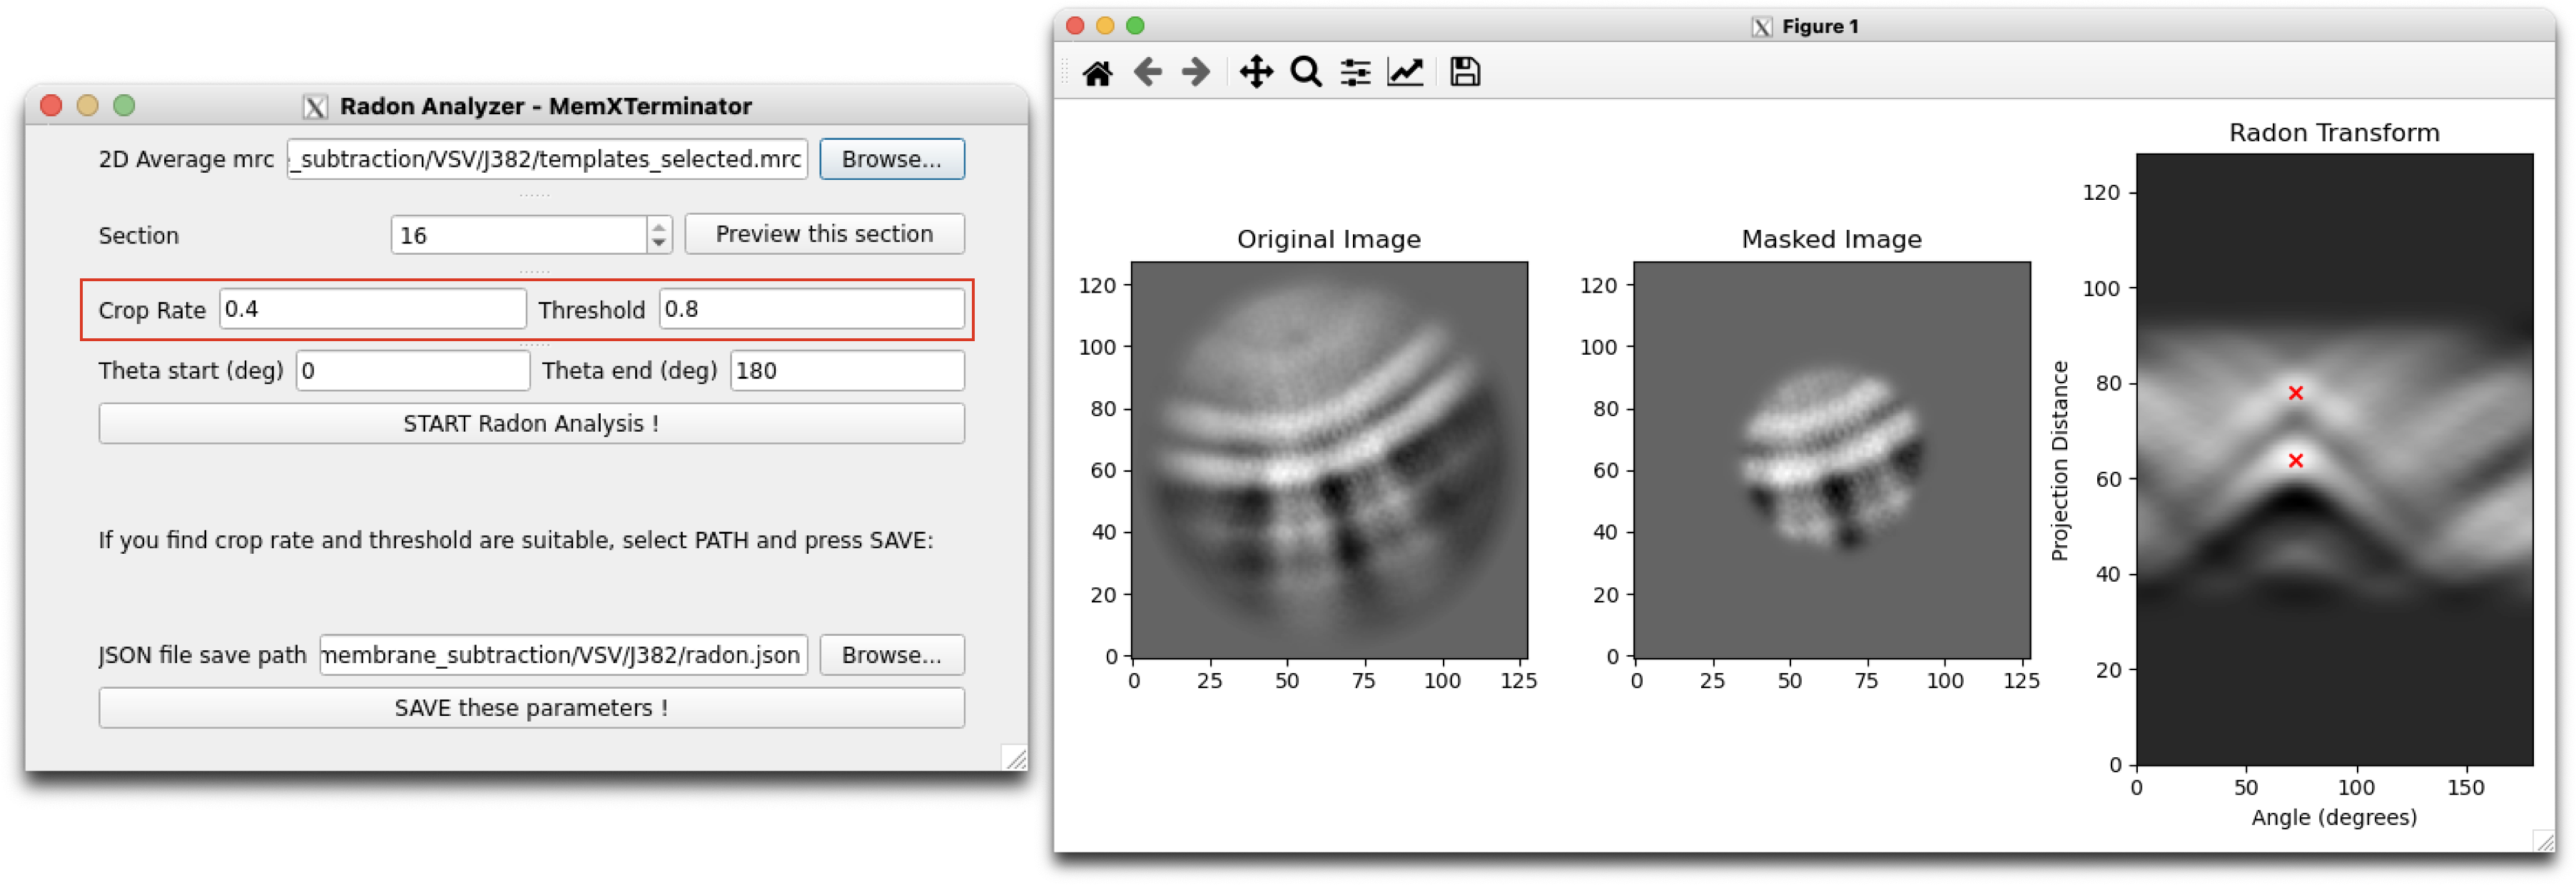 Radon Analyzer - MemXTerminator
2D Average mrc _subtraction/VSV/J382/templates_selected.mrc Browse...
Section 16 Preview this section
Crop Rate 0.4 Threshold 0.8
Theta start (deg) 0 Theta end (deg) 180
START Radon Analysis !
If you find crop rate and threshold are suitable, select PATH and press SAVE:
JSON file save path membrane_subtraction/VSV/J382/radon.json Browse...
SAVE these parameters !
Figure 1
Original Image
120
100
80
60
40
20
0
0 25 50 75 100 125
Masked Image
120
100
80
60
40
20
0
0 25 50 75 100 125
Radon Transform
Projection Distance
120
100
80
60
40
20
0
0 50 100 150
Angle (degrees)